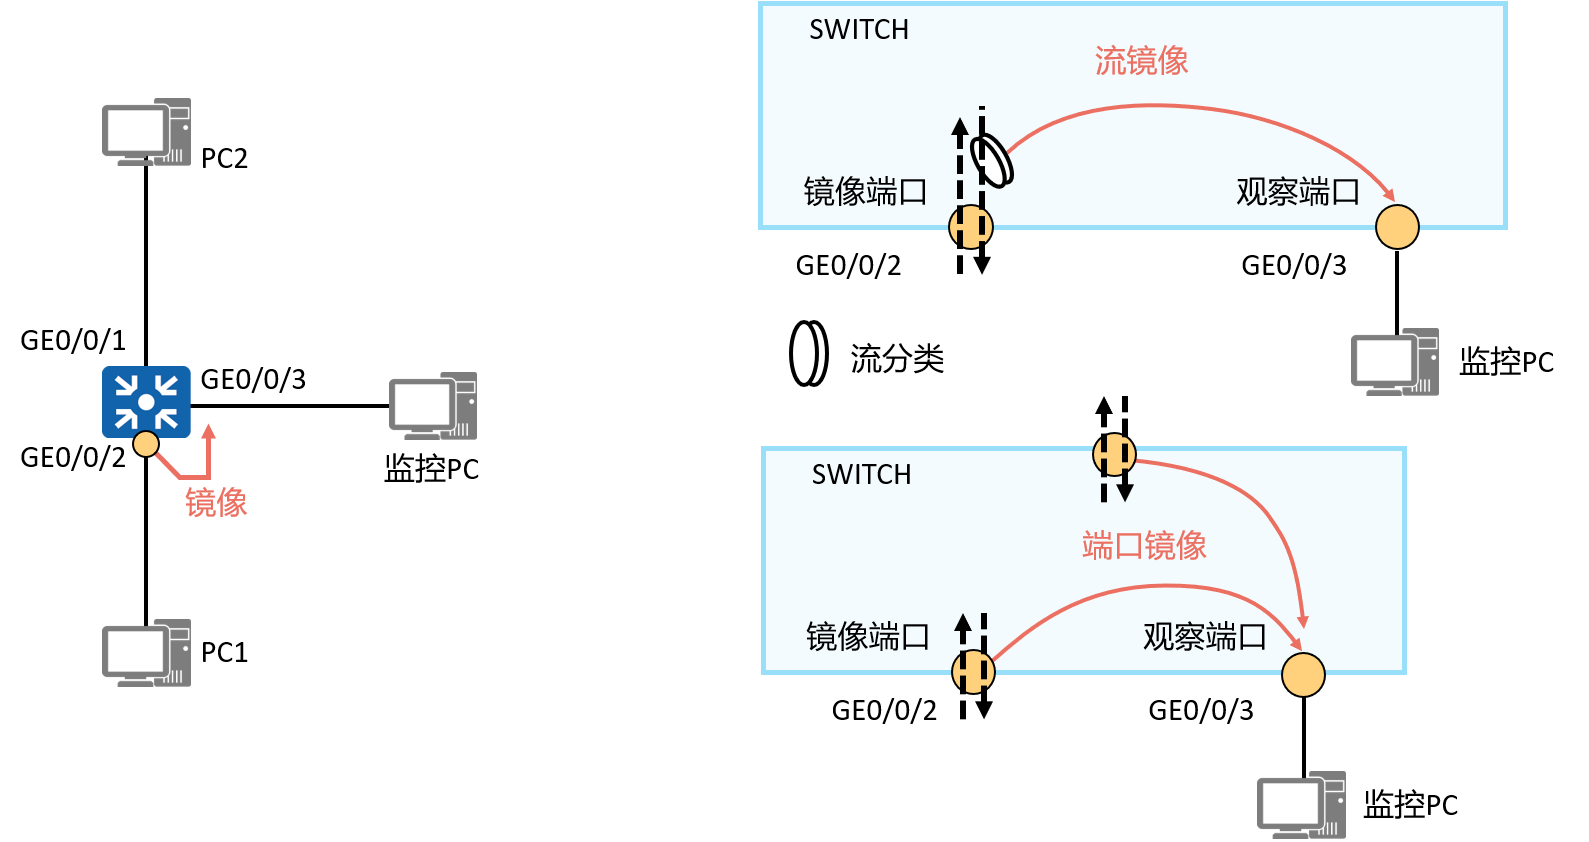 PC2
GE0/0/1
GE0/0/3
GE0/0/2
监控PC
镜像
PC1
SWITCH
流镜像
镜像端口
观察端口
GE0/0/2
GE0/0/3
流分类
监控PC
SWITCH
端口镜像
镜像端口
观察端口
GE0/0/2
GE0/0/3
监控PC